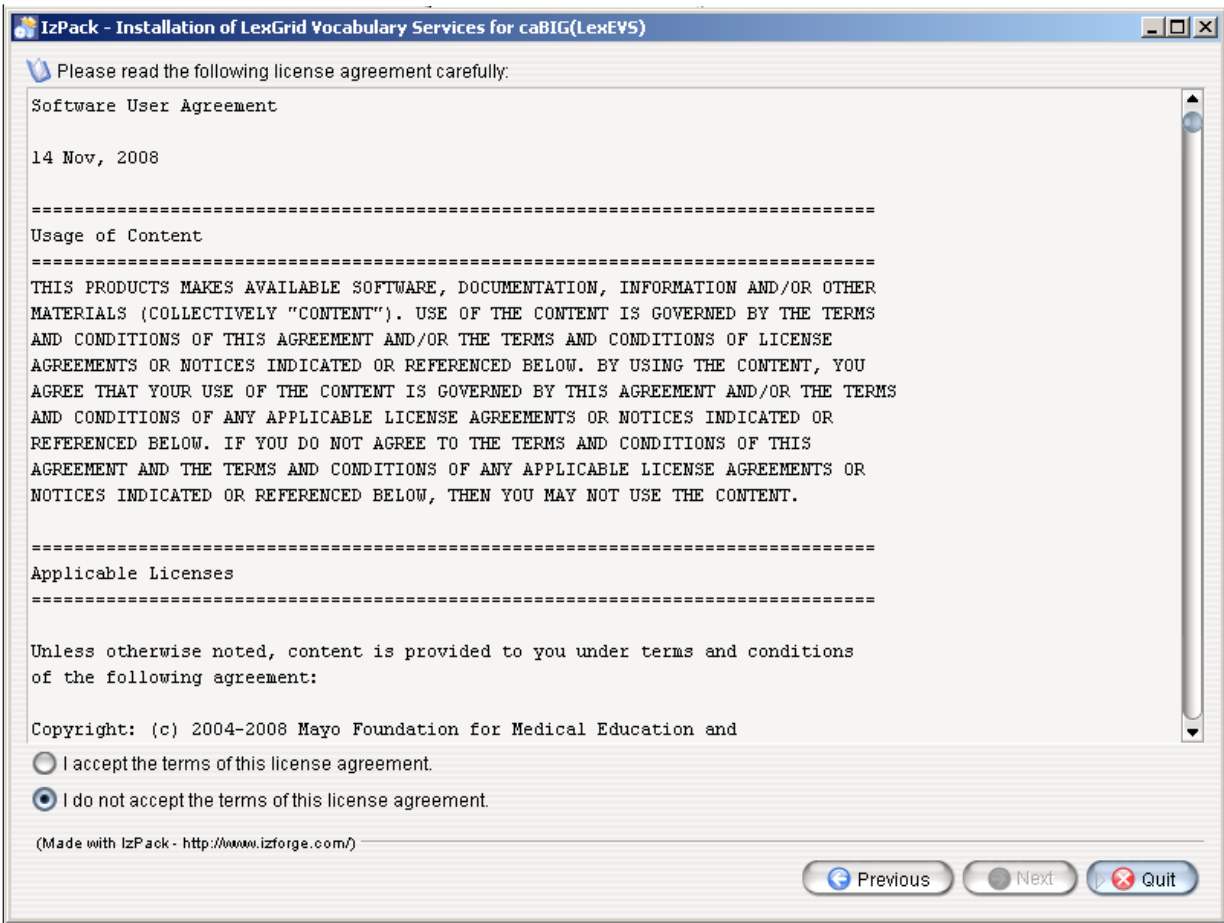 IzPack - Installation of LexGrid Vocabulary Services for caBIG(LexEVS)
Please read the following license agreement carefully:
Software User Agreement
14 Nov, 2008
===============================================================================
Usage of Content
===============================================================================
THIS PRODUCTS MAKES AVAILABLE SOFTWARE, DOCUMENTATION, INFORMATION AND/OR OTHER
MATERIALS (COLLECTIVELY "CONTENT"). USE OF THE CONTENT IS GOVERNED BY THE TERMS
AND CONDITIONS OF THIS AGREEMENT AND/OR THE TERMS AND CONDITIONS OF LICENSE
AGREEMENTS OR NOTICES INDICATED OR REFERENCED BELOW. BY USING THE CONTENT, YOU
AGREE THAT YOUR USE OF THE CONTENT IS GOVERNED BY THIS AGREEMENT AND/OR THE TERMS
AND CONDITIONS OF ANY APPLICABLE LICENSE AGREEMENTS OR NOTICES INDICATED OR
REFERENCED BELOW. IF YOU DO NOT AGREE TO THE TERMS AND CONDITIONS OF THIS
AGREEMENT AND THE TERMS AND CONDITIONS OF ANY APPLICABLE LICENSE AGREEMENTS OR
NOTICES INDICATED OR REFERENCED BELOW, THEN YOU MAY NOT USE THE CONTENT.
===============================================================================
Applicable Licenses
===============================================================================
Unless otherwise noted, content is provided to you under terms and conditions
of the following agreement:
Copyright: (c) 2004-2008 Mayo Foundation for Medical Education and
I accept the terms of this license agreement.
I do not accept the terms of this license agreement.
(Made with IzPack - http://www.izforge.com/)
Previous Next Quit